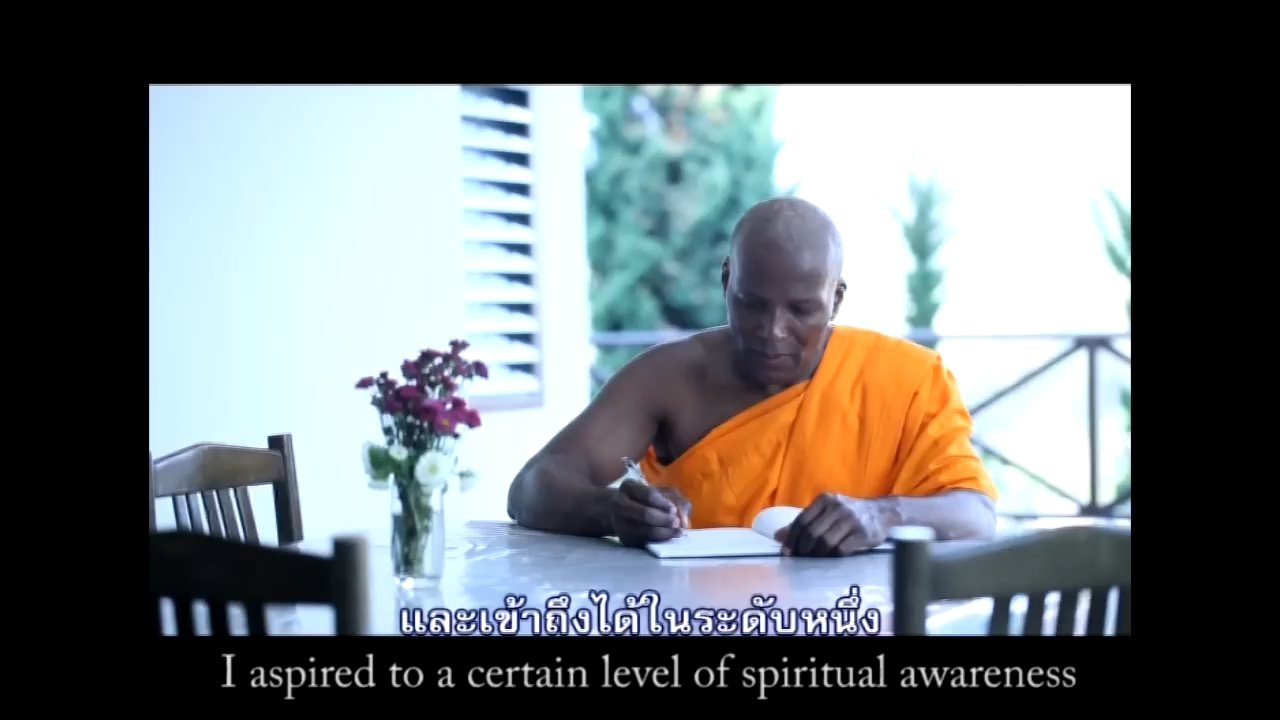 และเข้าถึงได้ในระดับหนึ่ง
I aspired to a certain level of spiritual awareness